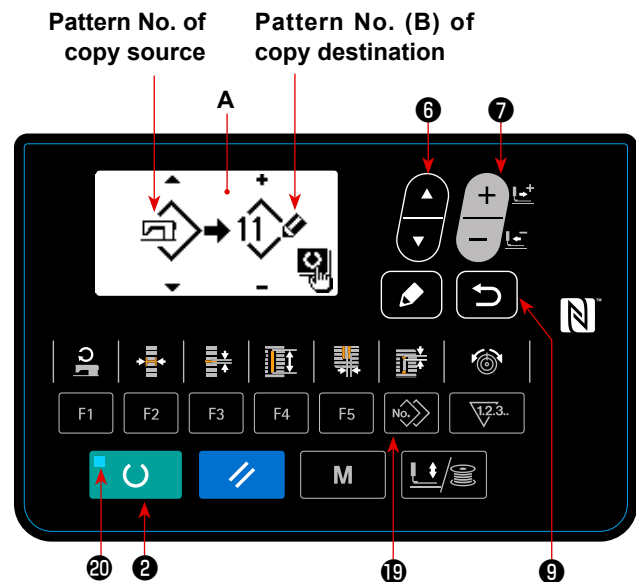 Pattern No. of
copy source
Pattern No. (B) of
copy destination
A
❻
❼
11
+
−
+
−
+
−
N™
F1
F2
F3
F4
F5
No.
1.2.3..
M
/
⓴
❷
⓳
❾